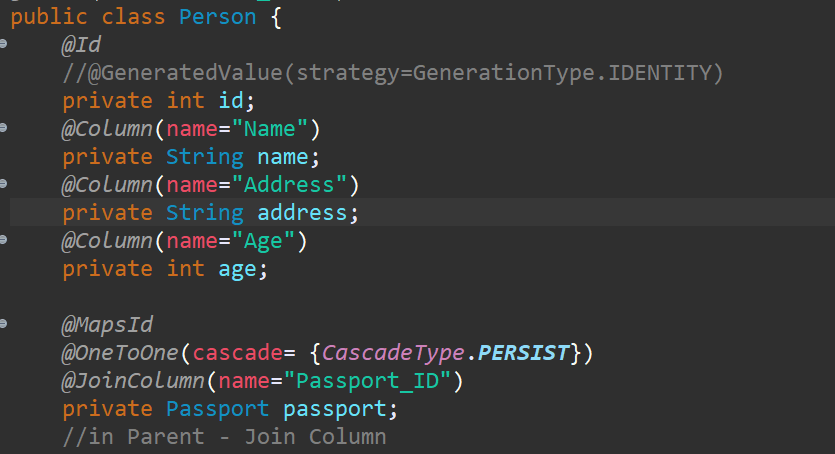 public class Person {
@Id
//@GeneratedValue(strategy=GenerationType.IDENTITY)
private int id;
@Column(name="Name")
private String name;
@Column(name="Address")
private String address;
@Column(name="Age")
private int age;
@MapsId
@OneToOne(cascade= {CascadeType.PERSIST})
@JoinColumn(name="Passport_ID")
private Passport passport;
//in Parent - Join Column